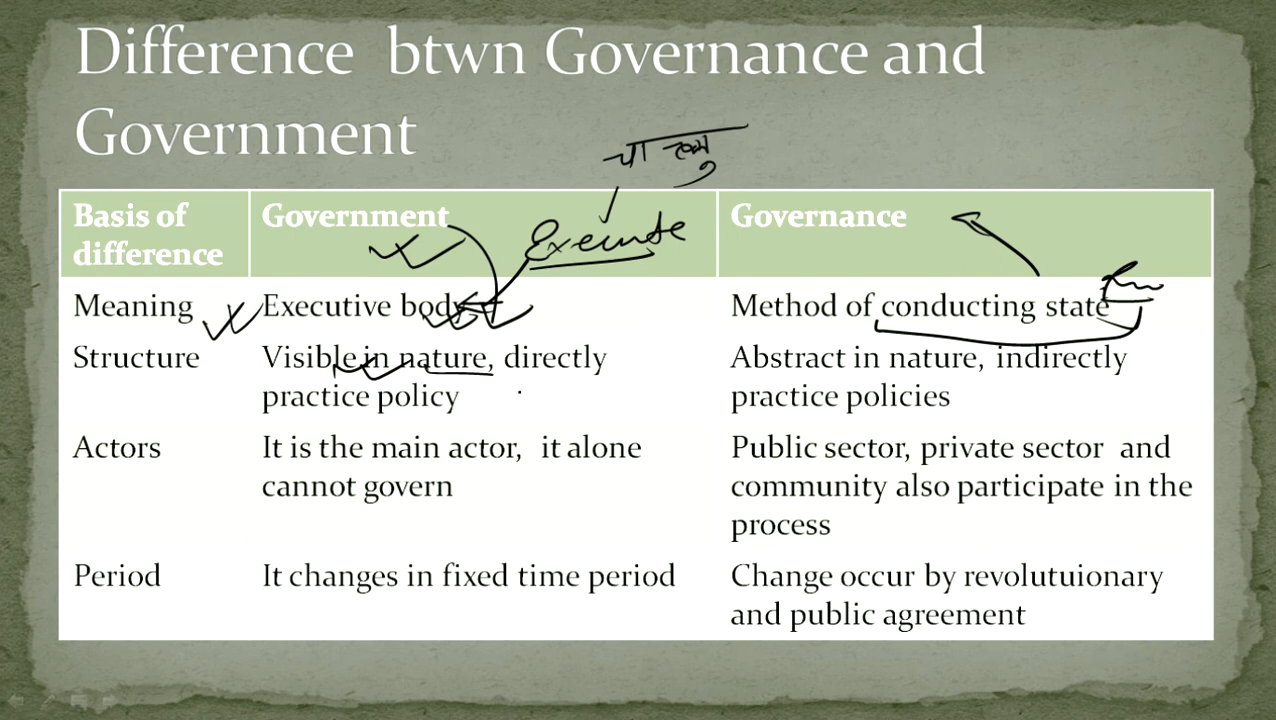 Difference btwn Governance and
Government
Execute
Basis of
difference
Government
Governance
Meaning
Executive body
Method of conducting state
Structure
Visible in nature, directly
practice policy
Abstract in nature, indirectly
practice policies
Actors
It is the main actor, it alone
cannot govern
Public sector, private sector and
community also participate in the
process
Period
It changes in fixed time period
Change occur by revolutuionary
and public agreement